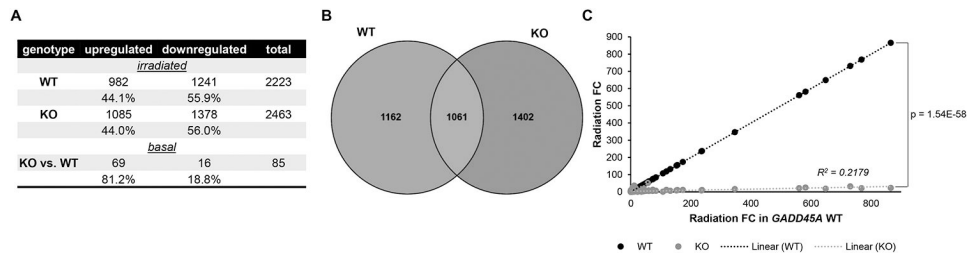 A
genotype upregulated downregulated total
irradiated
WT 982 1241 2223
44.1% 55.9%
KO 1085 1378 2463
44.0% 56.0%
basal
KO vs. WT 69 16 85
81.2% 18.8%
B
WT
KO
1162
1061
1402
C
900
800
700
600
500
400
300
200
100
0
Radiation FC
0 200 400 600 800
Radiation FC in GADD45A WT
R² = 0.2179
p = 1.54E-58
WT KO Linear (WT) Linear (KO)